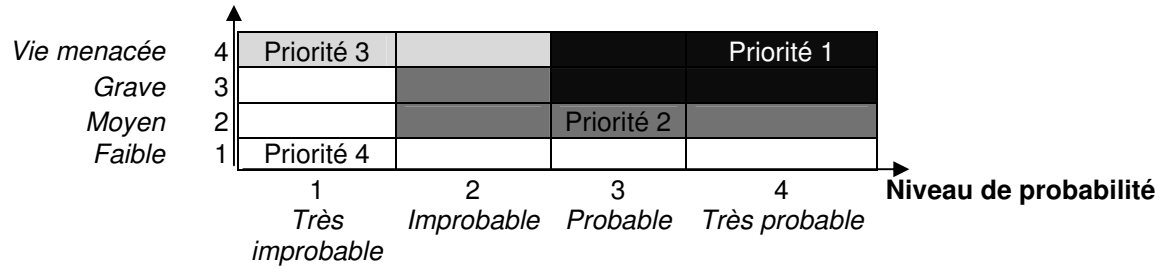 Vie menacée 4 Priorité 3 Priorité 1
Grave 3
Moyen 2 Priorité 2
Faible 1 Priorité 4
1 2 3 4 Niveau de probabilité
Très Improbable Probable Très probable
improbable